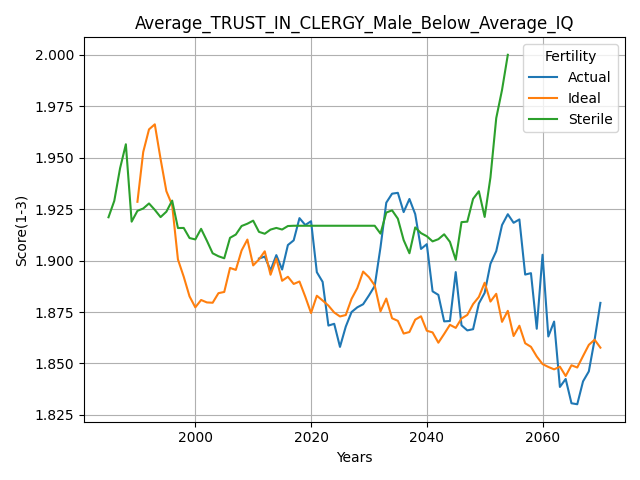 Average_TRUST_IN_CLERGY_Male_Below_Average_IQ
Fertility
Actual
Ideal
Sterile
Score(1-3)
2.000
1.975
1.950
1.925
1.900
1.875
1.850
1.825
2000 2020 2040 2060
Years